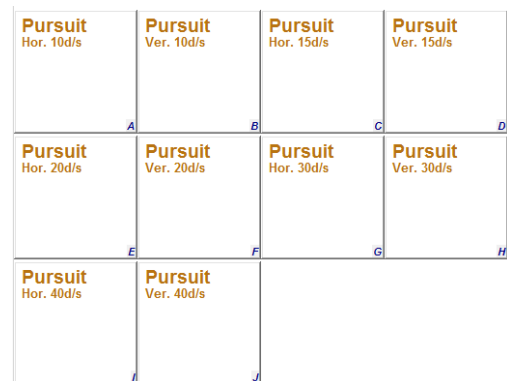 Pursuit
Hor. 10d/s
A
Pursuit
Ver. 10d/s
B
Pursuit
Hor. 15d/s
C
Pursuit
Ver. 15d/s
D
Pursuit
Hor. 20d/s
E
Pursuit
Ver. 20d/s
F
Pursuit
Hor. 30d/s
G
Pursuit
Ver. 30d/s
H
Pursuit
Hor. 40d/s
I
Pursuit
Ver. 40d/s
J